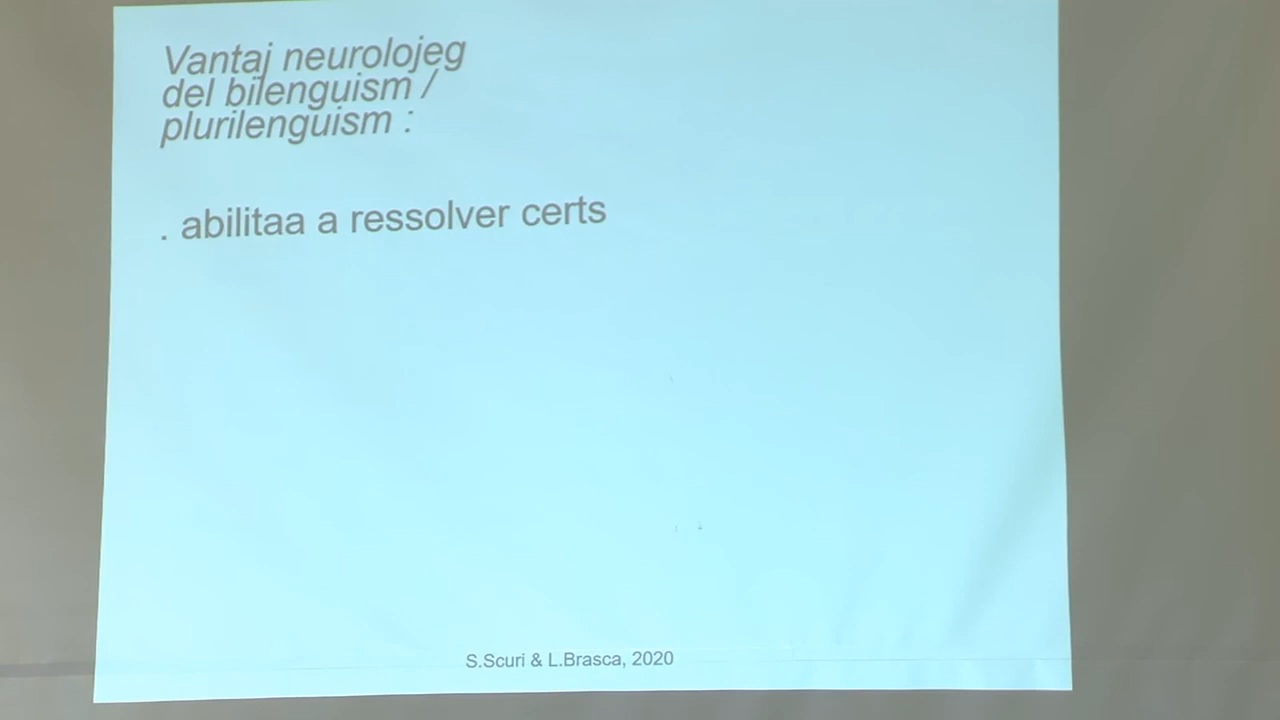 Vantaj neurolojeg
del bilenguism /
plurilenguism :
. abilitaa a ressolver certs
S.Scuri & L.Brasca, 2020